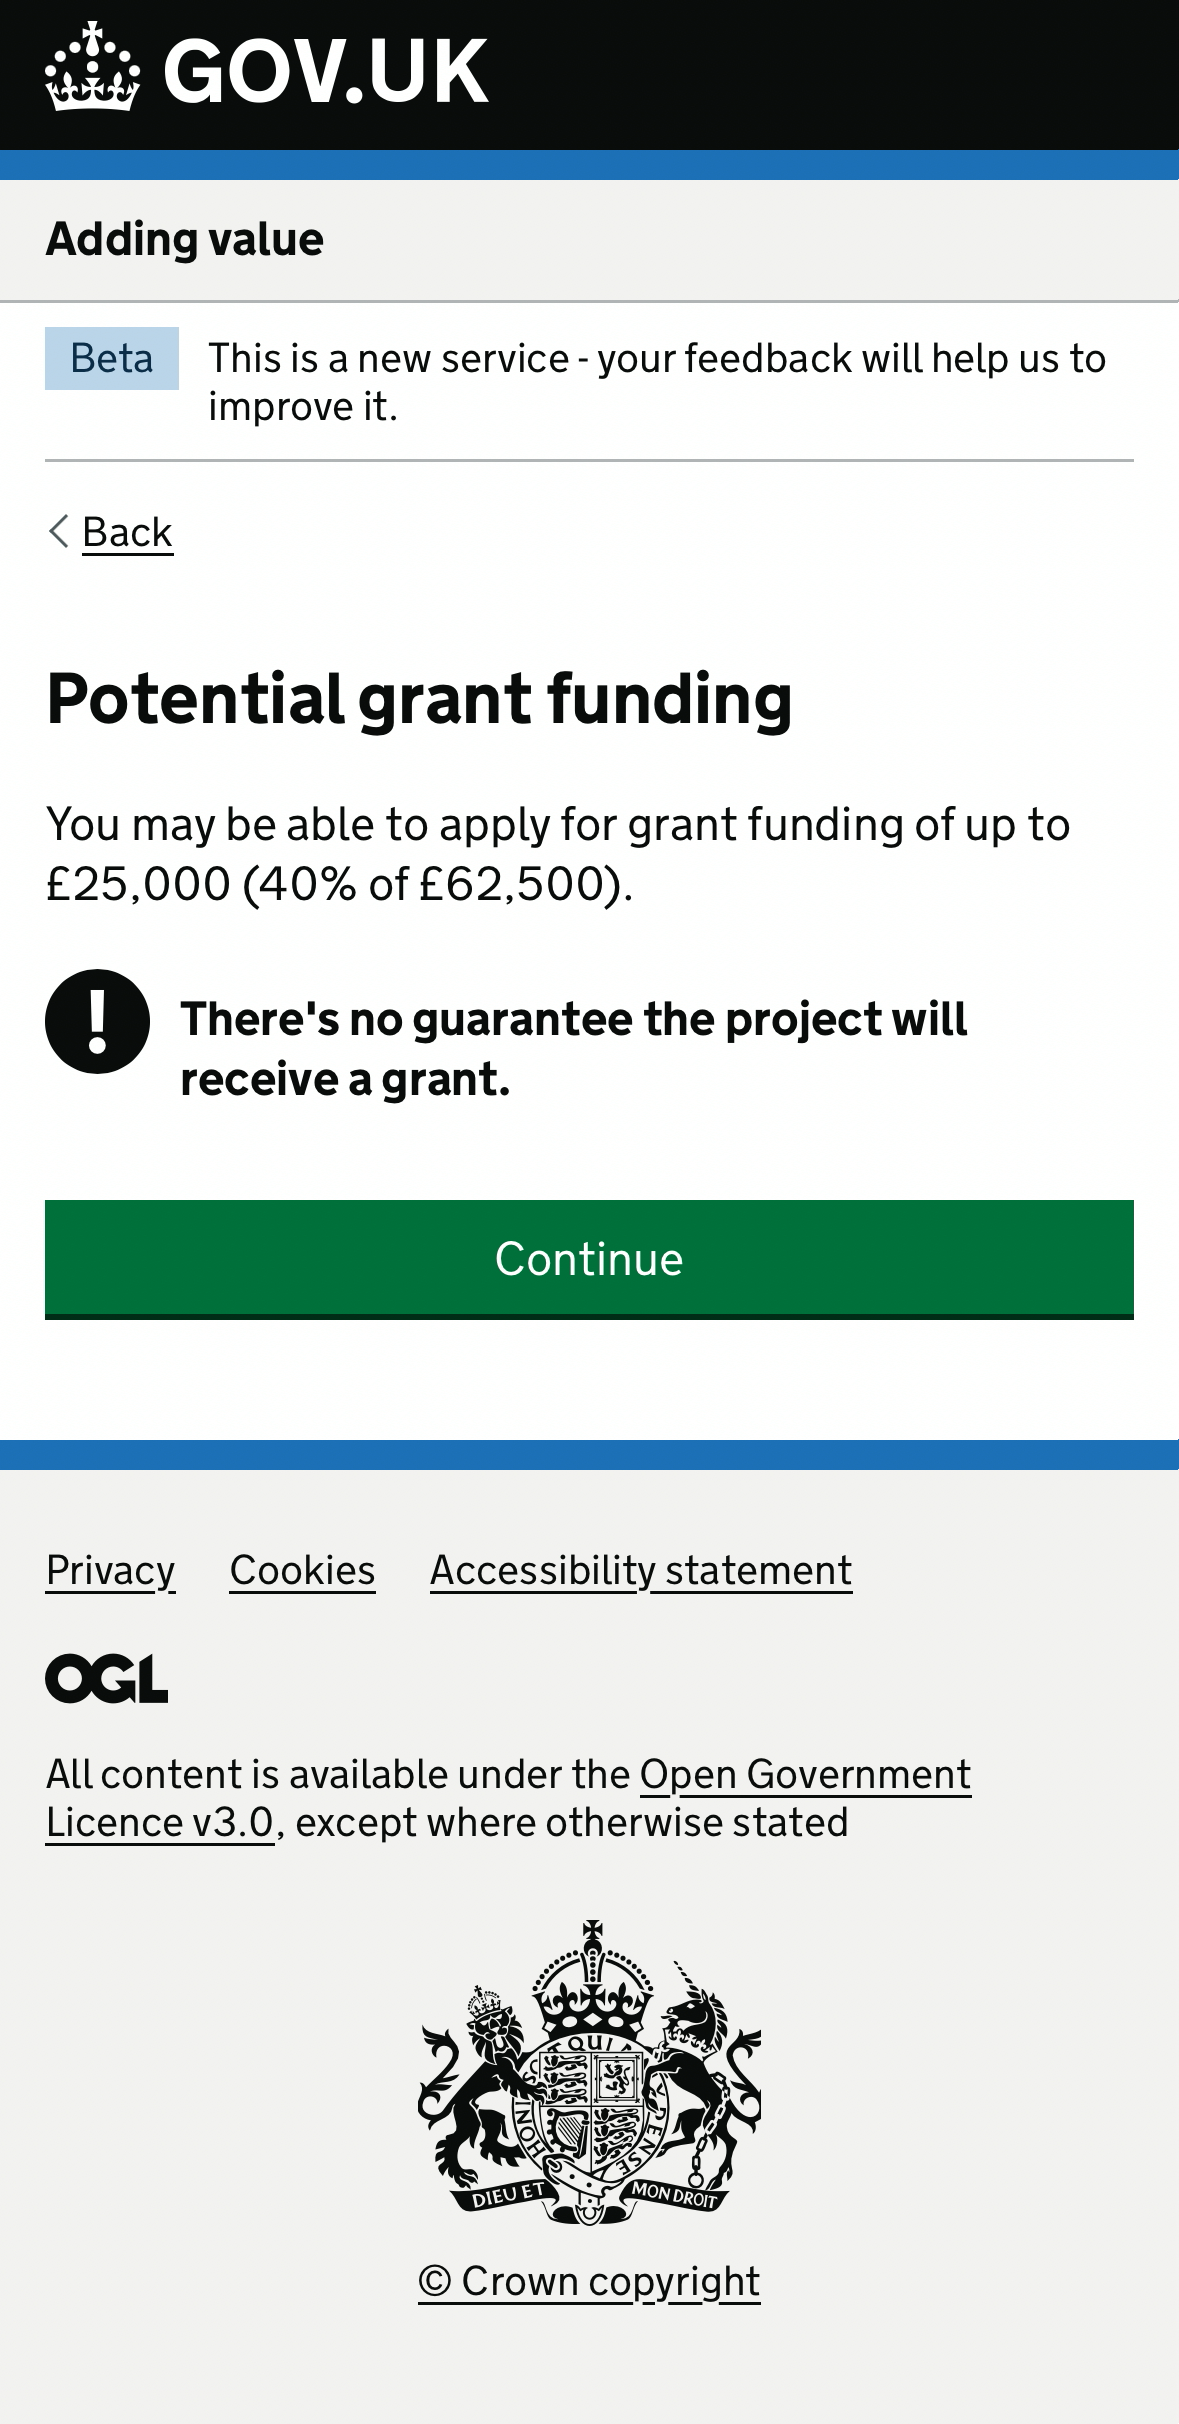 GOV.UK
Adding value
Beta
This is a new service - your feedback will help us to
improve it.
Back
Potential grant funding
You may be able to apply for grant funding of up to
£25,000 (40% of £62,500).
!
There's no guarantee the project will
receive a grant.
Continue
Privacy Cookies Accessibility statement
OGL
All content is available under the Open Government
Licence v3.0, except where otherwise stated
QUI
HONI
DIEU ET MON DROIT
© Crown copyright